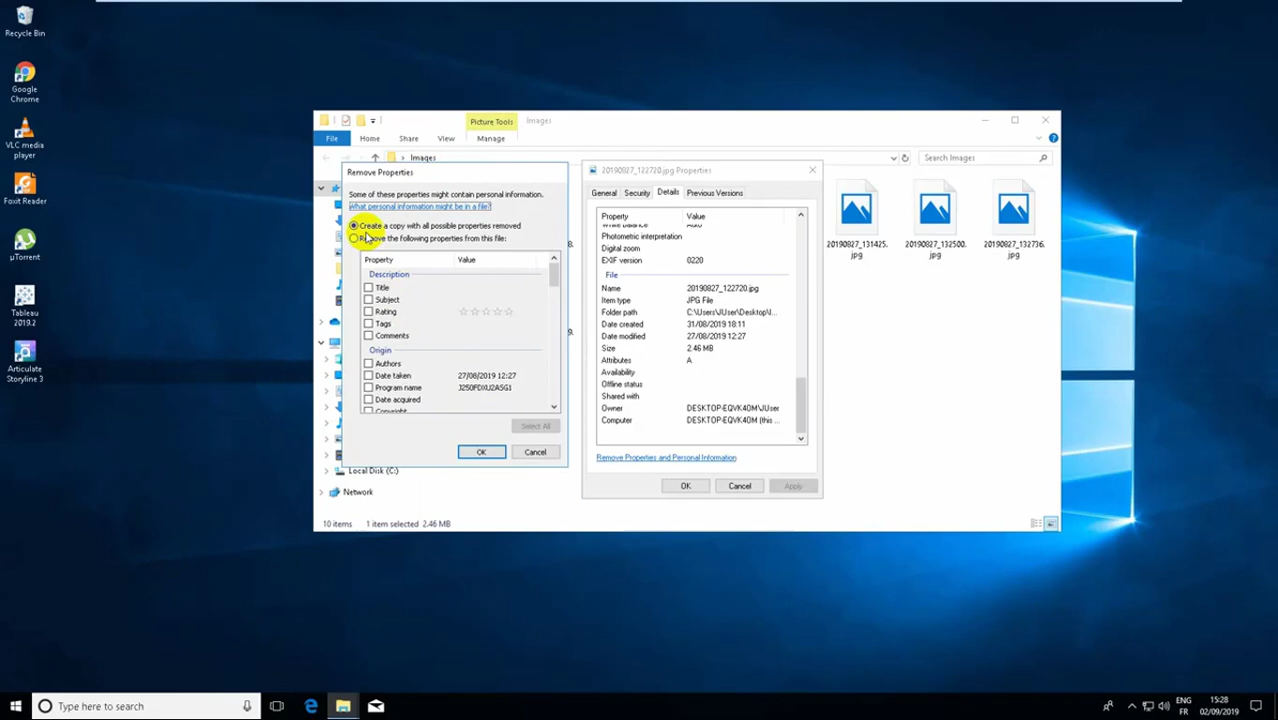 Recycle Bin
Google
Chrome
VLC media
player
Foxit Reader
µTorrent
Tableau
2019.2
Articulate
Storyline 3
Picture Tools
Images
File
Home
Share
View
Manage
Images
Search Images
Remove Properties
Some of these properties might contain personal information.
What personal information might be in a file?
Create a copy with all possible properties removed
Remove the following properties from this file:
Property Value
Description
Title
Subject
Rating
Tags
Comments
Origin
Authors
Date taken 27/08/2019 12:27
Program name J250FDXU2ASG1
Date acquired
Copyright
Select All
OK
Cancel
20190827_122720.jpg Properties
General
Security
Details
Previous Versions
Property Value
White balance Auto
Photometric interpretation
Digital zoom
EXIF version 0220
File
Name 20190827_122720.jpg
Item type JPG File
Folder path C:\Users\JUser\Desktop\I...
Date created 31/08/2019 18:11
Date modified 27/08/2019 12:27
Size 2.46 MB
Attributes A
Availability
Offline status
Shared with
Owner DESKTOP-EQVK4OM\JUser
Computer DESKTOP-EQVK4OM (this ...
Remove Properties and Personal Information
OK
Cancel
Apply
20190827_131425.
jpg
20190827_132500.
jpg
20190827_132736.
jpg
8.
9.
Local Disk (C:)
Network
10 items 1 item selected 2.46 MB
Type here to search
ENG
FR
15:28
02/09/2019